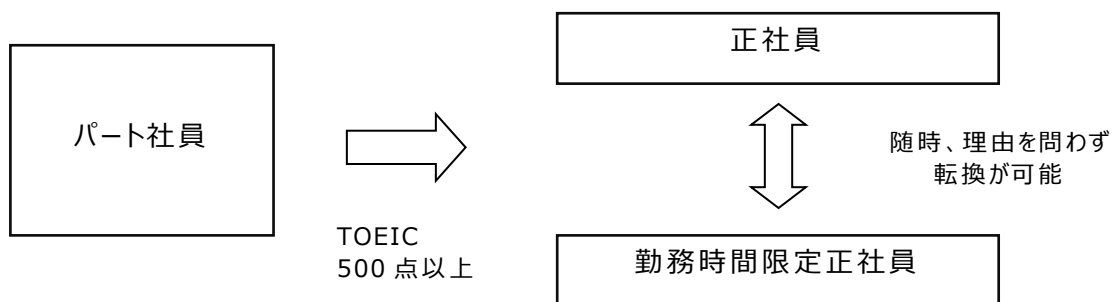 正社員
パート社員
随時、理由を問わず
転換が可能
TOEIC
500 点以上
勤務時間限定正社員